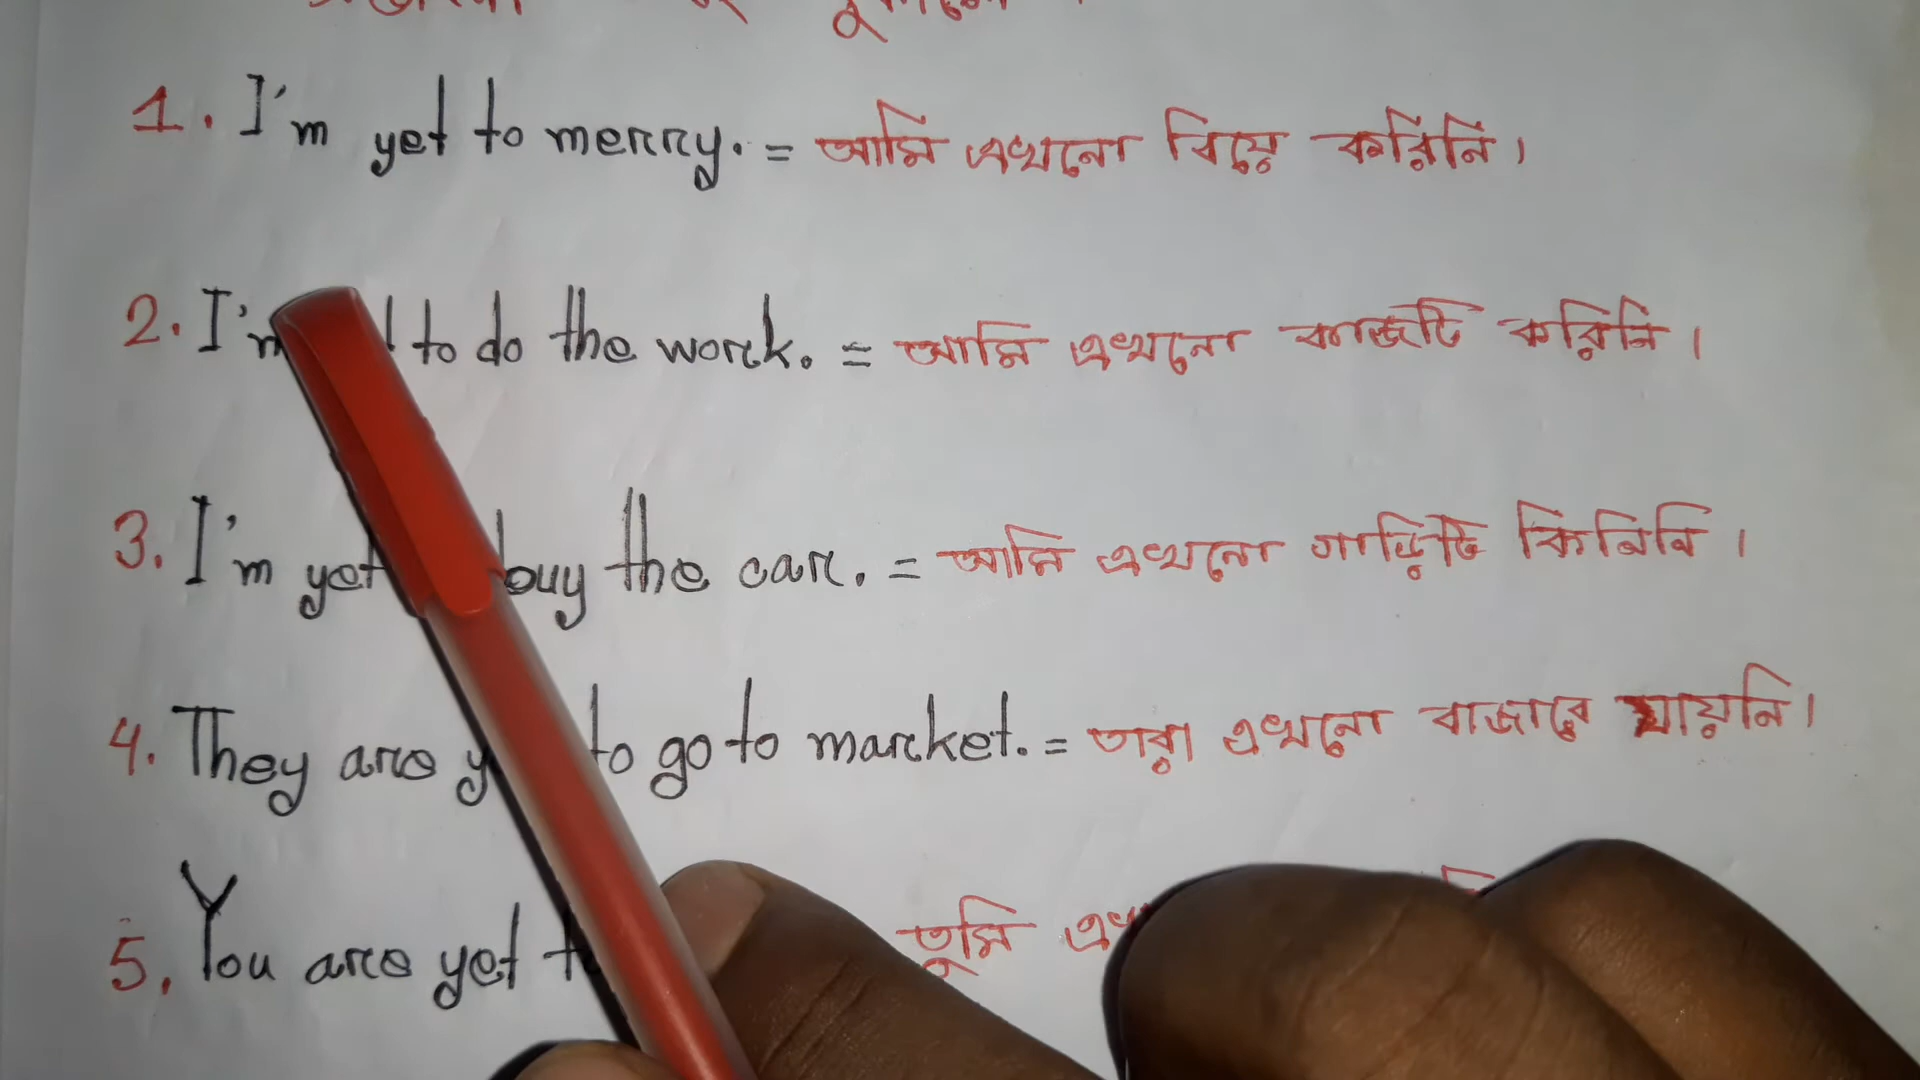 1. I'm yet to merry. = আমি এখনো বিয়ে করিনি।
2. I'm to do the work. = আমি এখনো কাজটি করিনি।
3. I'm yet buy the car. = আমি এখনো গাড়িটি কিনিনি।
4. They are to go to market. = তারা এখনো বাজারে যায়নি।
5. You are yet তুমি